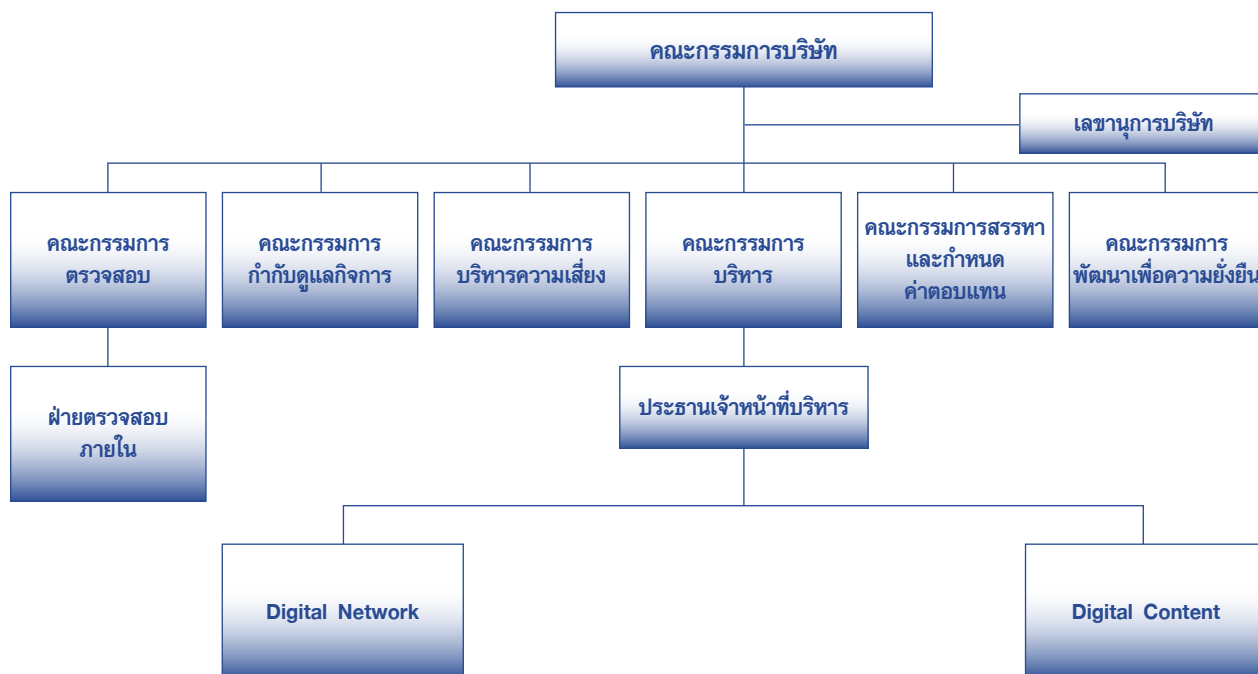 คณะกรรมการบริษัท
เลขานุการบริษัท
คณะกรรมการ
ตรวจสอบ
คณะกรรมการ
กำกับดูแลกิจการ
คณะกรรมการ
บริหารความเสี่ยง
คณะกรรมการ
บริหาร
คณะกรรมการสรรหา
และกำหนด
ค่าตอบแทน
คณะกรรมการ
พัฒนาเพื่อความยั่งยืน
ฝ่ายตรวจสอบ
ภายใน
ประธานเจ้าหน้าที่บริหาร
Digital Network
Digital Content